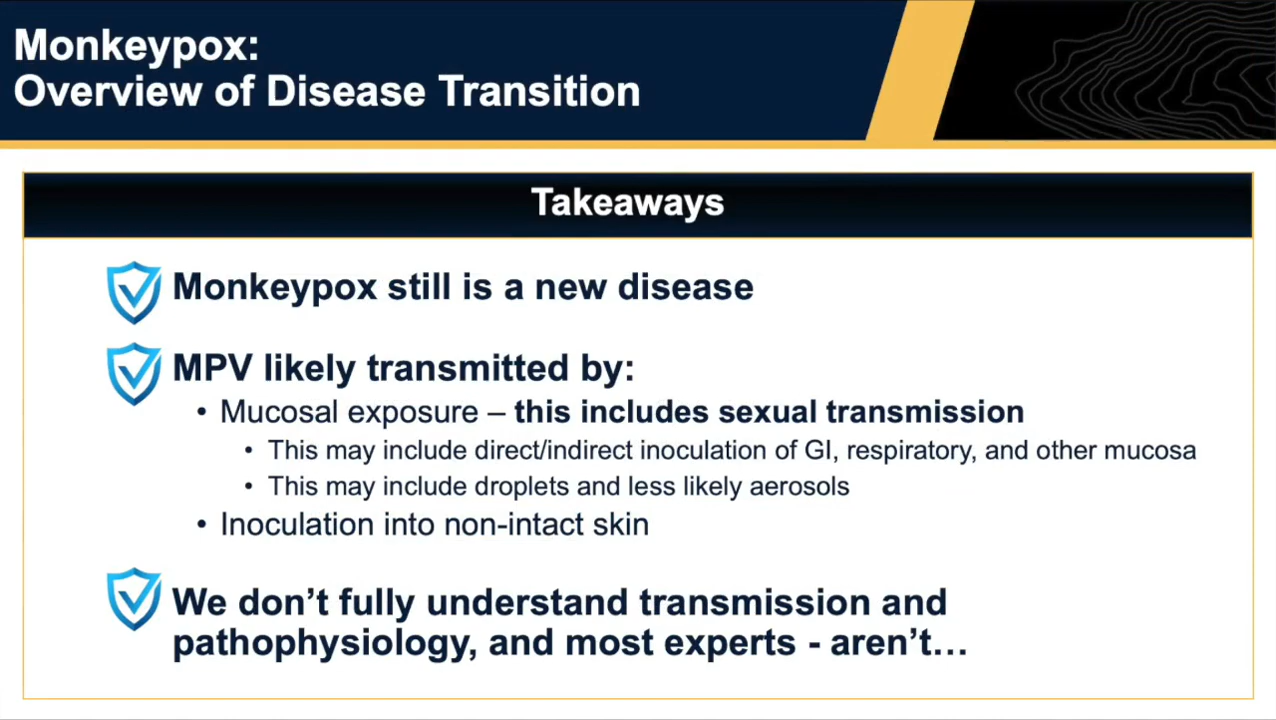 Monkeypox:
Overview of Disease Transition
Takeaways
Monkeypox still is a new disease
MPV likely transmitted by:
• Mucosal exposure – this includes sexual transmission
• This may include direct/indirect inoculation of GI, respiratory, and other mucosa
• This may include droplets and less likely aerosols
• Inoculation into non-intact skin
We don’t fully understand transmission and
pathophysiology, and most experts - aren’t…